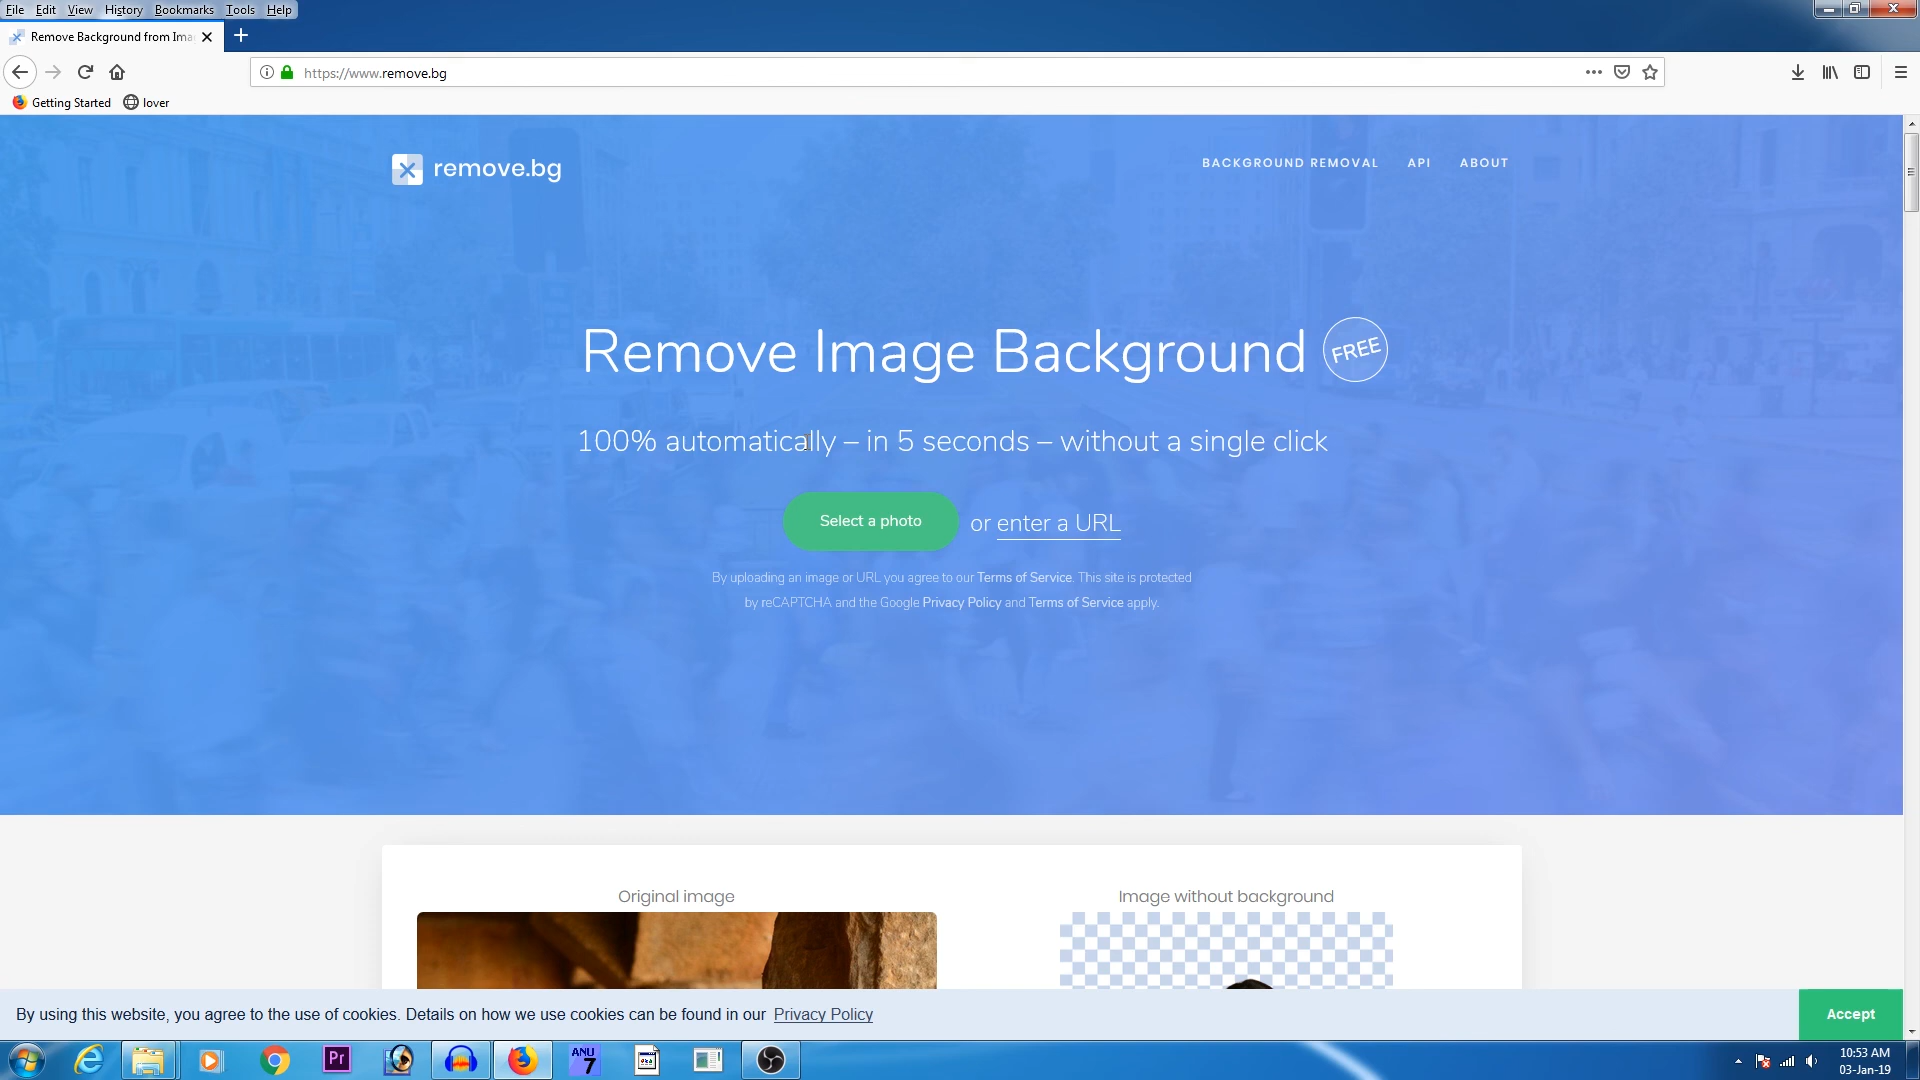 File Edit View History Bookmarks Tools Help
Remove Background from Ima
https://www.remove.bg
Getting Started lover
remove.bg
BACKGROUND REMOVAL API ABOUT
Remove Image Background FREE
100% automatically – in 5 seconds – without a single click
Select a photo or enter a URL
By uploading an image or URL you agree to our Terms of Service. This site is protected
by reCAPTCHA and the Google Privacy Policy and Terms of Service apply.
Original image
Image without background
By using this website, you agree to the use of cookies. Details on how we use cookies can be found in our Privacy Policy
Accept
Pr
ANU
7
10:53 AM
03-Jan-19